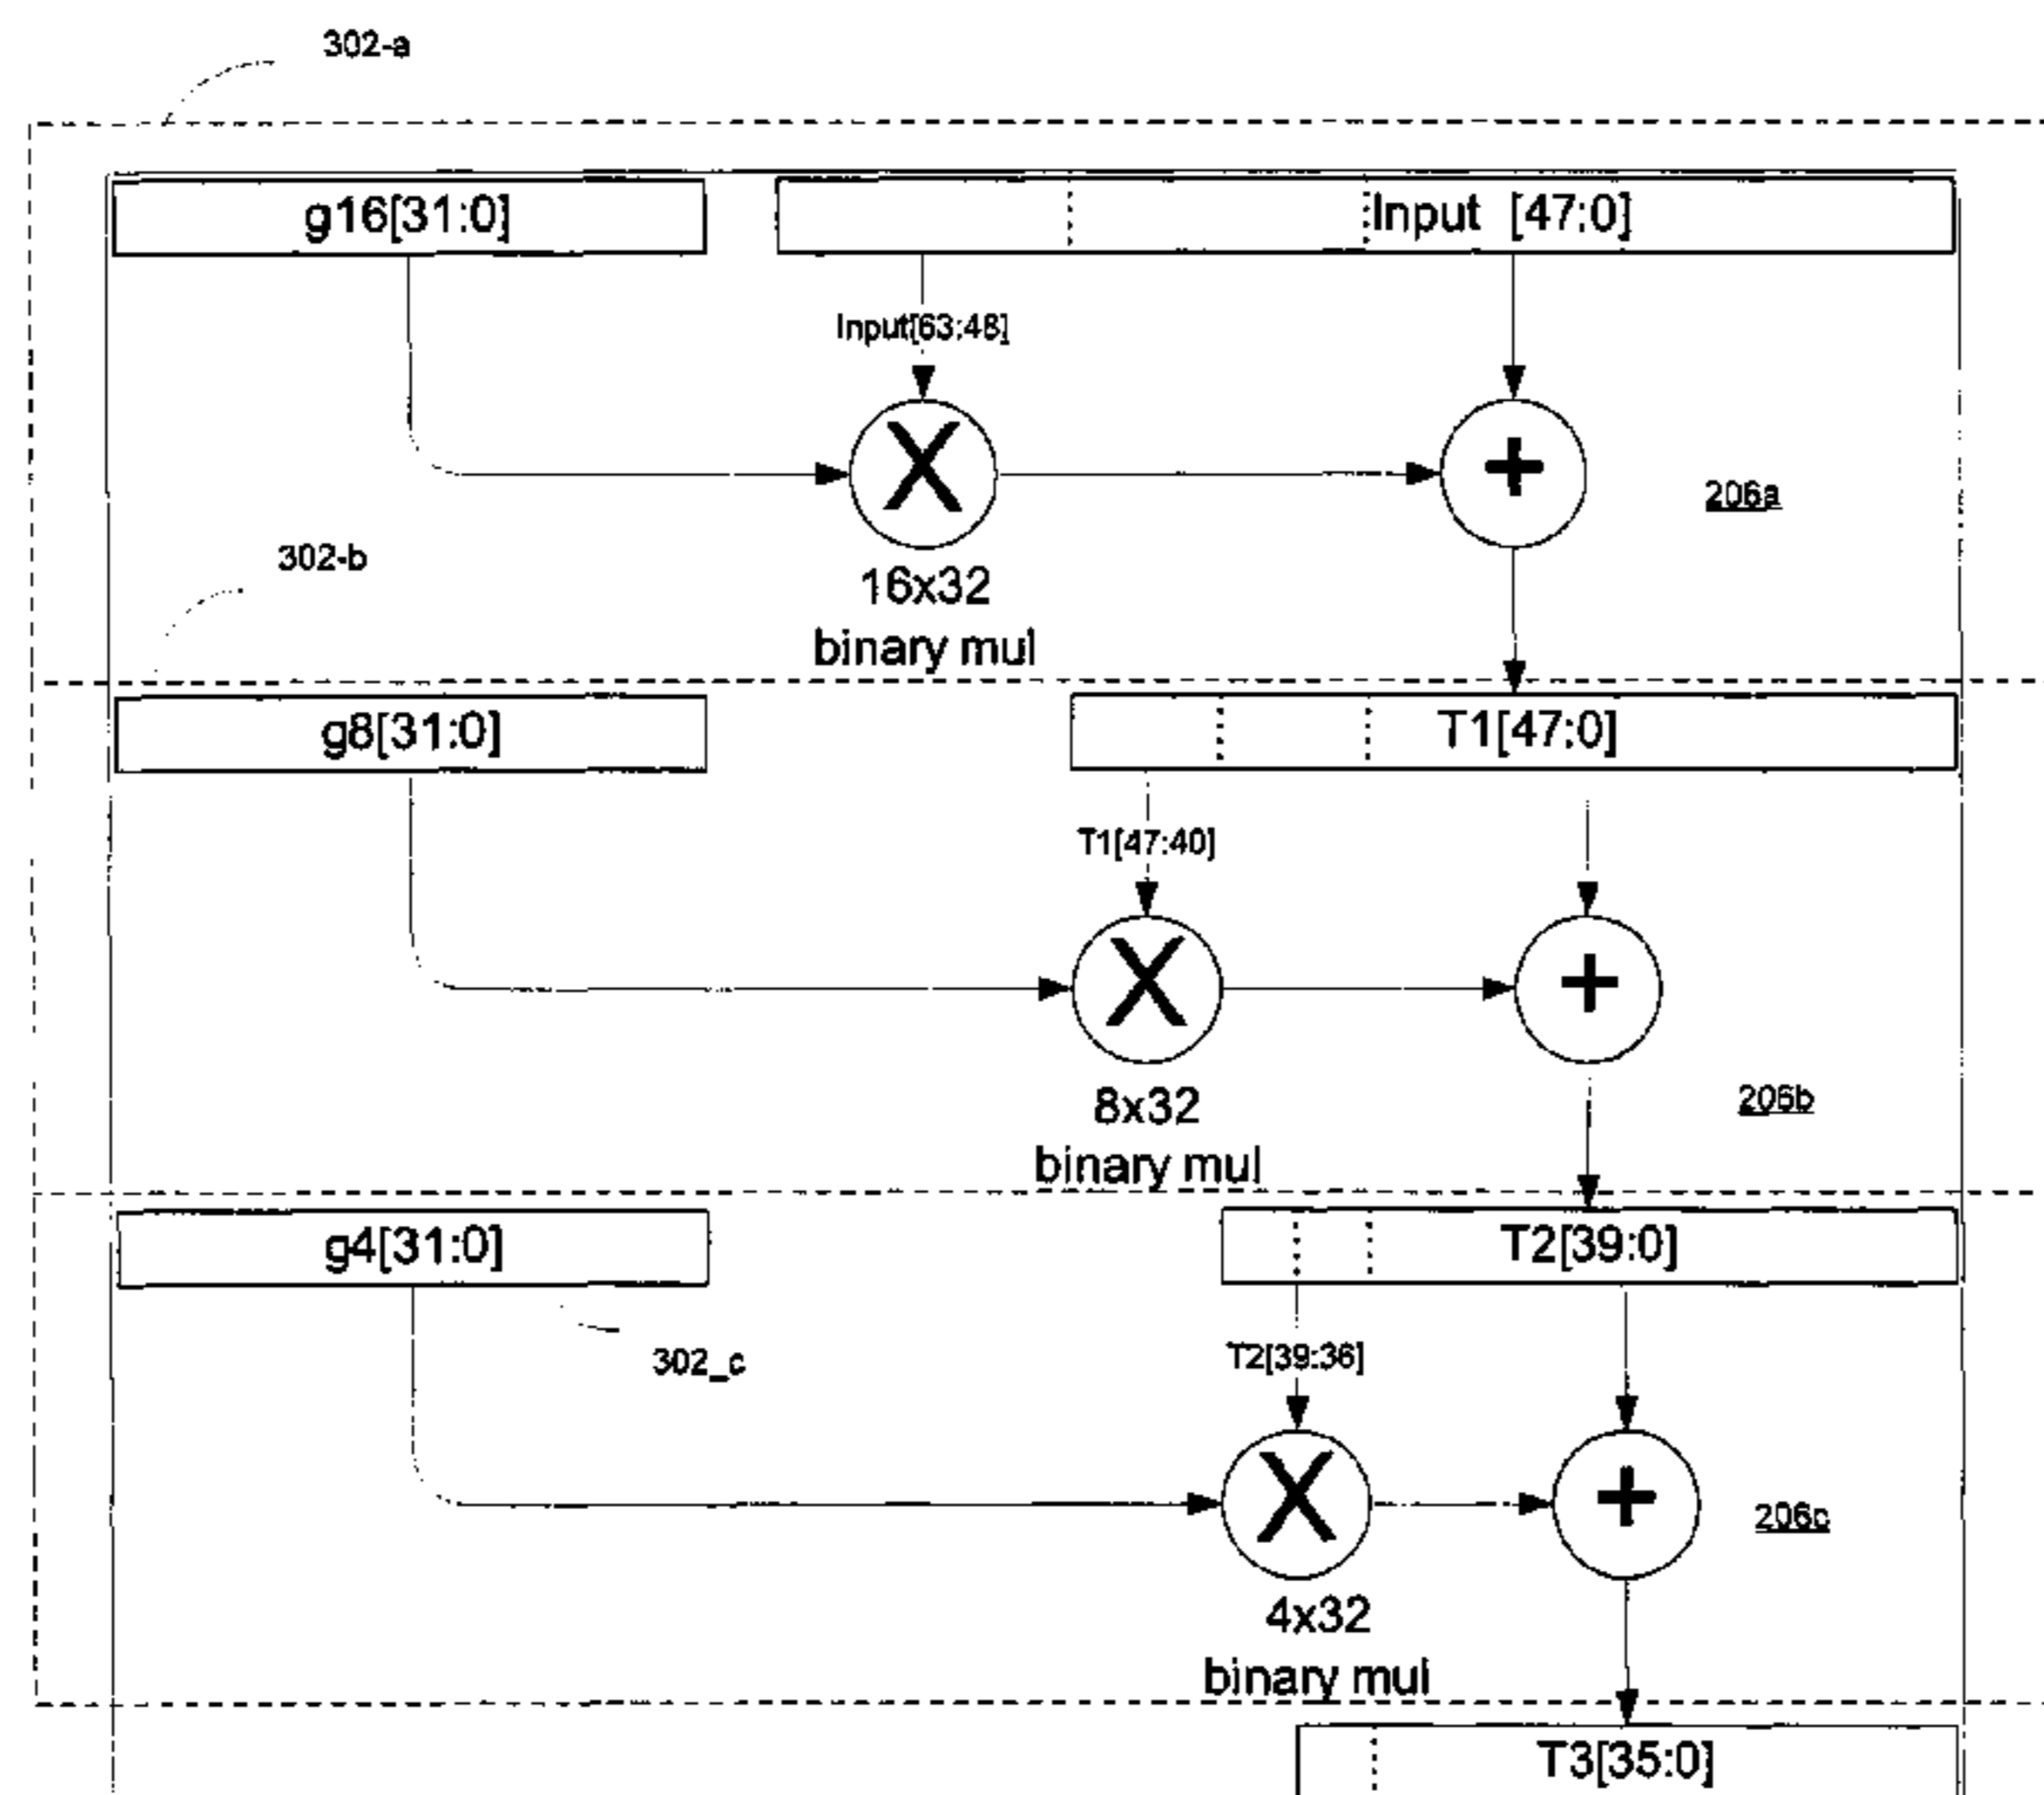 302-a
g16[31:0]
Input [47:0]
Input[63:48]
X
+
206a
16x32
binary mul
302-b
g8[31:0]
T1[47:0]
T1[47:40]
X
+
8x32
binary mul
206b
g4[31:0]
T2[39:0]
302_c
T2[39:36]
X
+
206c
4x32
binary mul
T3[35:0]